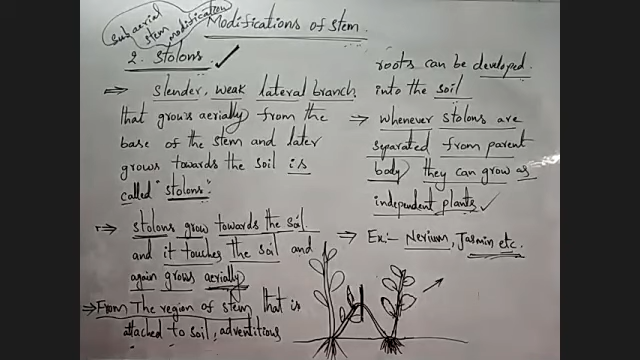 Sub aerial
stem modification
Modifications of stem.
2. Stolons.
⇒ Slender, weak lateral branch
that grows aerially from the
base of the stem and later
grows towards the soil is
called "stolons".
→ stolons grow towards the soil
and it touches the soil and
again grows aerially
⇒ From The region of stem that is
attached to soil, adventitious
roots can be developed
into the soil
⇒ whenever stolons are
separated from parent
body, they can grow as
independent plants
⇒ Ex:- Nerium, Jasmin etc.